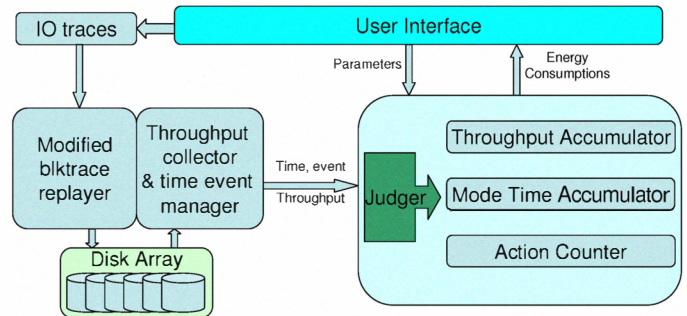 IO traces
User Interface
Parameters
Energy
Consumptions
Modified
blktrace
replayer
Throughput
collector
& time event
manager
Time, event
Throughput
Judger
Throughput Accumulator
Mode Time Accumulator
Action Counter
Disk Array